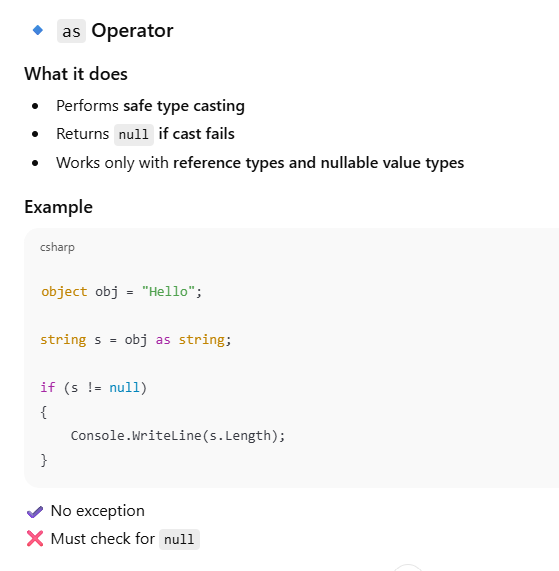 as Operator
What it does
Performs safe type casting
Returns null if cast fails
Works only with reference types and nullable value types
Example
csharp
object obj = "Hello";
string s = obj as string;
if (s != null)
{
    Console.WriteLine(s.Length);
}
No exception
Must check for null